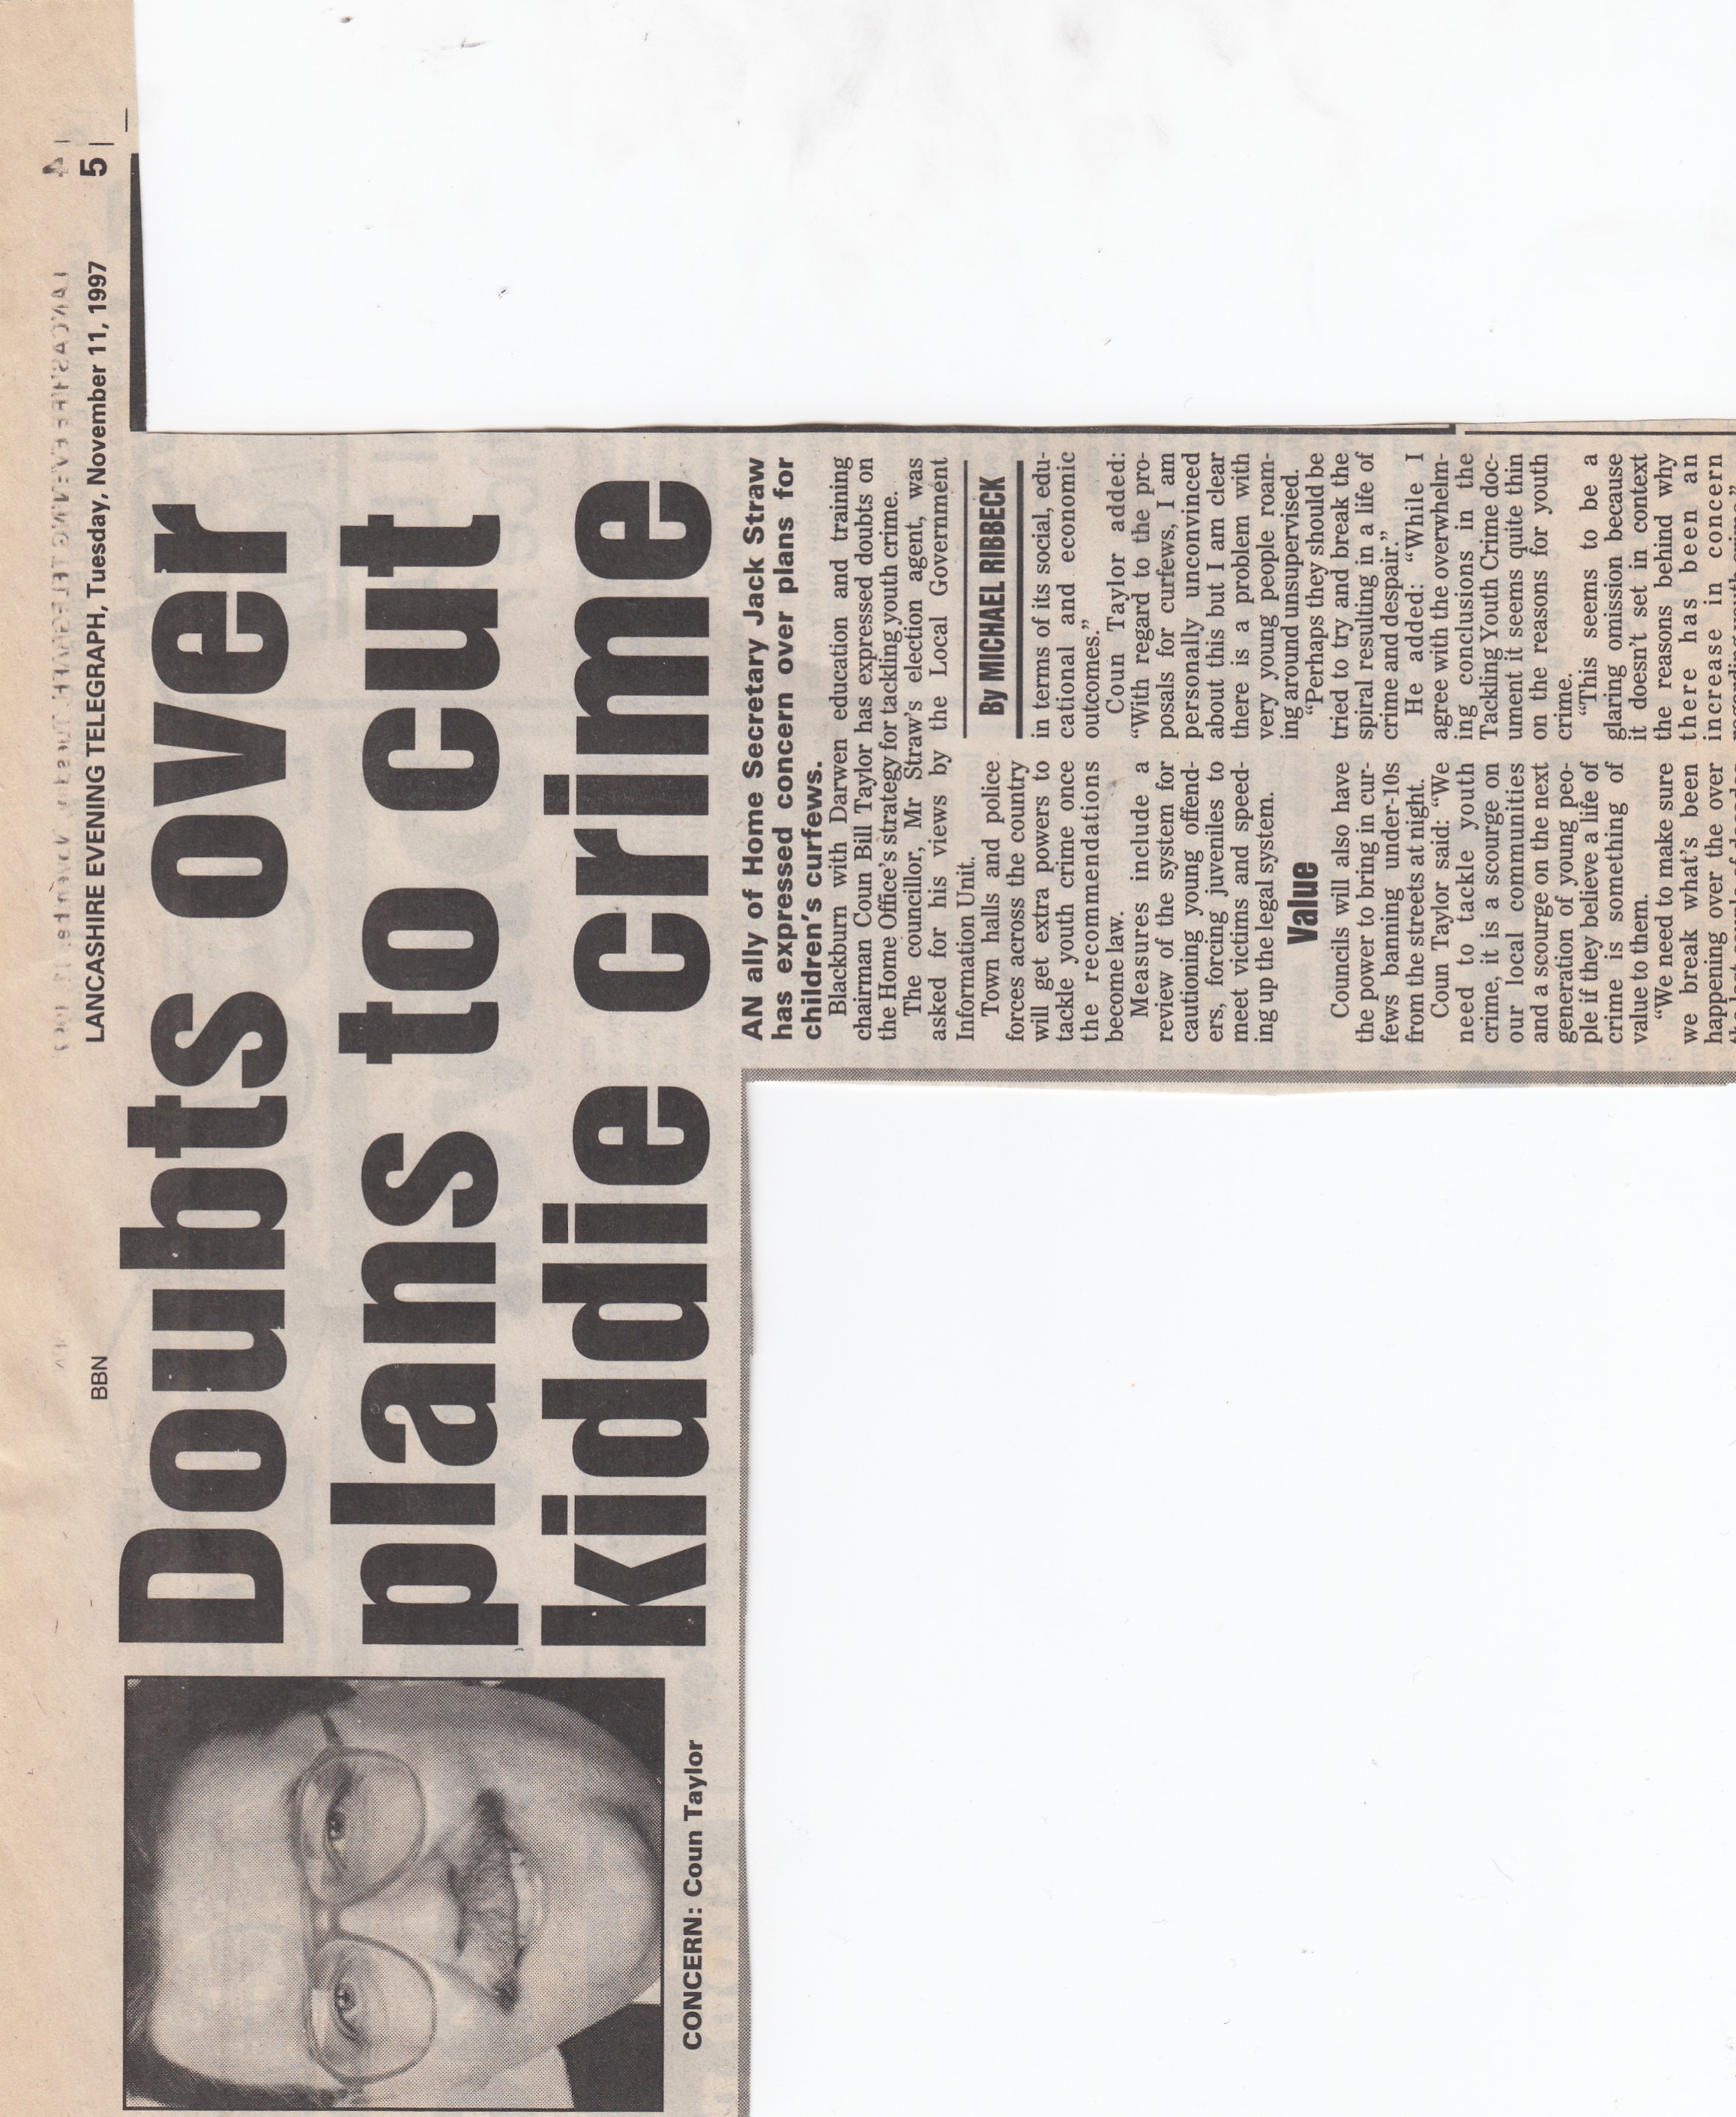 BBN
LANCASHIRE EVENING TELEGRAPH, Tuesday, November 11, 1997
5
Doubts over
plans to cut
kiddie crime
CONCERN: Coun Taylor
AN ally of Home Secretary Jack Straw
has expressed concern over plans for
children's curfews.
Blackburn with Darwen education and training
chairman Coun Bill Taylor has expressed doubts on
the Home Office's strategy for tackling youth crime.
The councillor, Mr Straw's election agent, was
asked for his views by the Local Government
Information Unit.
Town halls and police
forces across the country
will get extra powers to
tackle youth crime once
the recommendations
become law.
Measures include a
review of the system for
cautioning young offend-
ers, forcing juveniles to
meet victims and speed-
ing up the legal system.
Value
Councils will also have
the power to bring in cur-
fews banning under-10s
from the streets at night.
Coun Taylor said: “We
need to tackle youth
crime, it is a scourge on
our local communities
and a scourge on the next
generation of young peo-
ple if they believe a life of
crime is something of
value to them.
“We need to make sure
we break what's been
happening over the over
By MICHAEL RIBBECK
in terms of its social, edu-
cational and economic
outcomes.”
Coun Taylor added:
“With regard to the pro-
posals for curfews, I am
personally unconvinced
about this but I am clear
there is a problem with
very young people roam-
ing around unsupervised.
“Perhaps they should be
tried to try and break the
spiral resulting in a life of
crime and despair.”
He added: “While I
agree with the overwhelm-
ing conclusions in the
Tackling Youth Crime doc-
ument it seems quite thin
on the reasons for youth
crime.
“This seems to be a
glaring omission because
it doesn't set in context
the reasons behind why
there has been an
increase in concern